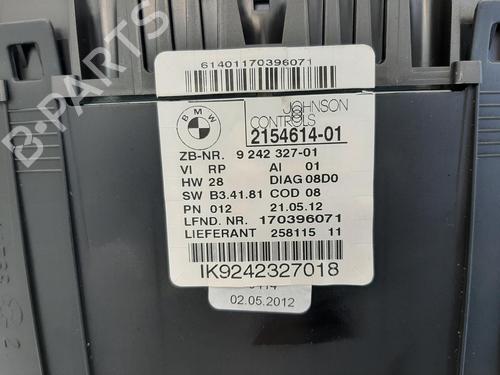 61401170396071
BMW
JOHNSON
CONTROLS
2154614-01
ZB-NR. 9 242 327-01
VI RP AI 01
HW 28 DIAG 08D0
SW B3.41.81 COD 08
PN 012 21.05.12
LFND. NR. 170396071
LIEFERANT 258115 11
IK9242327018
02.05.2012
B-PARTS